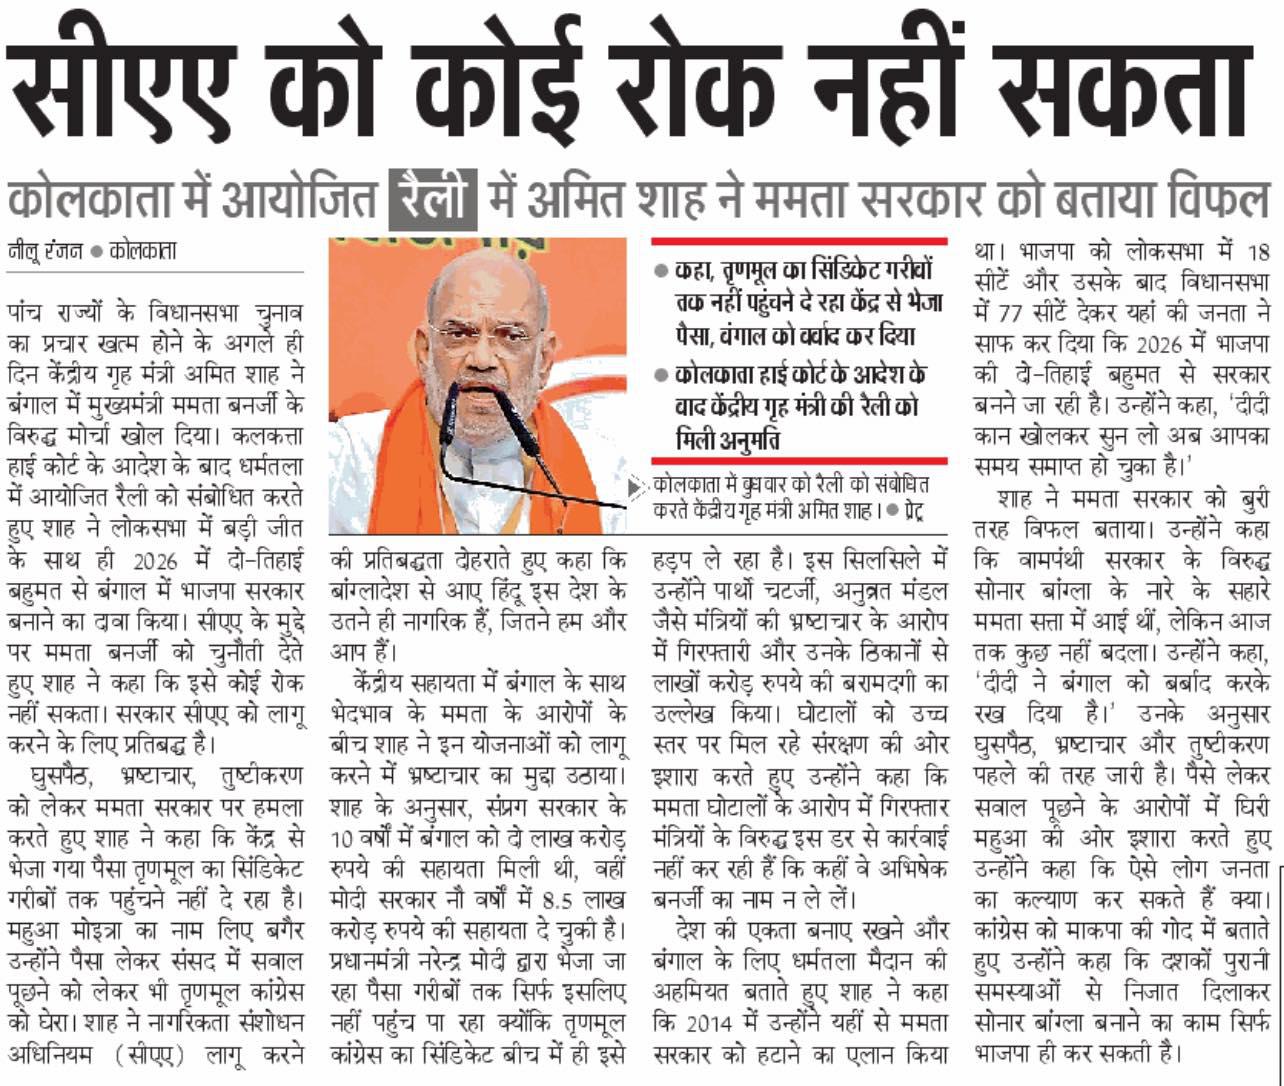 सीएए को कोई रोक नहीं सकता
कोलकाता में आयोजित रैली में अमित शाह ने ममता सरकार को बताया विफल
नीलू रंजन ● कोलकाता
पांच राज्यों के विधानसभा चुनाव
का प्रचार खत्म होने के अगले ही
दिन केंद्रीय गृह मंत्री अमित शाह ने
बंगाल में मुख्यमंत्री ममता बनर्जी के
विरुद्ध मोर्चा खोल दिया। कलकत्ता
हाई कोर्ट के आदेश के बाद धर्मतला
में आयोजित रैली को संबोधित करते
हुए शाह ने लोकसभा में बड़ी जीत
के साथ ही 2026 में दो-तिहाई
बहुमत से बंगाल में भाजपा सरकार
बनाने का दावा किया। सीएए के मुद्दे
पर ममता बनर्जी को चुनौती देते
हुए शाह ने कहा कि इसे कोई रोक
नहीं सकता। सरकार सीएए को लागू
करने के लिए प्रतिबद्ध है।
घुसपैठ, भ्रष्टाचार, तुष्टीकरण
को लेकर ममता सरकार पर हमला
करते हुए शाह ने कहा कि केंद्र से
भेजा गया पैसा तृणमूल का सिंडिकेट
गरीबों तक पहुंचने नहीं दे रहा है।
महुआ मोइत्रा का नाम लिए बगैर
उन्होंने पैसा लेकर संसद में सवाल
पूछने को लेकर भी तृणमूल कांग्रेस
को घेरा। शाह ने नागरिकता संशोधन
अधिनियम (सीएए) लागू करने
● कहा, तृणमूल का सिंडिकेट गरीबों
तक नहीं पहुंचने दे रहा केंद्र से भेजा
पैसा, बंगाल को बर्बाद कर दिया
● कोलकाता हाई कोर्ट के आदेश के
बाद केंद्रीय गृह मंत्री की रैली को
मिली अनुमति
कोलकाता में बुधवार को रैली को संबोधित
करते केंद्रीय गृह मंत्री अमित शाह। ● प्रेट्र
की प्रतिबद्धता दोहराते हुए कहा कि
बांग्लादेश से आए हिंदू इस देश के
उतने ही नागरिक हैं, जितने हम और
आप हैं।
केंद्रीय सहायता में बंगाल के साथ
भेदभाव के ममता के आरोपों के
बीच शाह ने इन योजनाओं को लागू
करने में भ्रष्टाचार का मुद्दा उठाया।
शाह के अनुसार, संप्रग सरकार के
10 वर्षों में बंगाल को दो लाख करोड़
रुपये की सहायता मिली थी, वहीं
मोदी सरकार नौ वर्षों में 8.5 लाख
करोड़ रुपये की सहायता दे चुकी है।
प्रधानमंत्री नरेन्द्र मोदी द्वारा भेजा जा
रहा पैसा गरीबों तक सिर्फ इसलिए
नहीं पहुंच पा रहा क्योंकि तृणमूल
कांग्रेस का सिंडिकेट बीच में ही इसे
हड़प ले रहा है। इस सिलसिले में
उन्होंने पार्थो चटर्जी, अनुव्रत मंडल
जैसे मंत्रियों की भ्रष्टाचार के आरोप
में गिरफ्तारी और उनके ठिकानों से
लाखों करोड़ रुपये की बरामदगी का
उल्लेख किया। घोटालों को उच्च
स्तर पर मिल रहे संरक्षण की ओर
इशारा करते हुए उन्होंने कहा कि
ममता घोटालों के आरोप में गिरफ्तार
मंत्रियों के विरुद्ध इस डर से कार्रवाई
नहीं कर रही हैं कि कहीं वे अभिषेक
बनर्जी का नाम न ले लें।
देश की एकता बनाए रखने और
बंगाल के लिए धर्मतला मैदान की
अहमियत बताते हुए शाह ने कहा
कि 2014 में उन्होंने यहीं से ममता
सरकार को हटाने का एलान किया
था। भाजपा को लोकसभा में 18
सीटें और उसके बाद विधानसभा
में 77 सीटें देकर यहां की जनता ने
साफ कर दिया कि 2026 में भाजपा
की दो-तिहाई बहुमत से सरकार
बनने जा रही है। उन्होंने कहा, ‘दीदी
कान खोलकर सुन लो अब आपका
समय समाप्त हो चुका है।’
शाह ने ममता सरकार को बुरी
तरह विफल बताया। उन्होंने कहा
कि वामपंथी सरकार के विरुद्ध
सोनार बांग्ला के नारे के सहारे
ममता सत्ता में आई थीं, लेकिन आज
तक कुछ नहीं बदला। उन्होंने कहा,
‘दीदी ने बंगाल को बर्बाद करके
रख दिया है।’ उनके अनुसार
घुसपैठ, भ्रष्टाचार और तुष्टीकरण
पहले की तरह जारी है। पैसे लेकर
सवाल पूछने के आरोपों में घिरी
महुआ की ओर इशारा करते हुए
उन्होंने कहा कि ऐसे लोग जनता
का कल्याण कर सकते हैं क्या।
कांग्रेस को माकपा की गोद में बताते
हुए उन्होंने कहा कि दशकों पुरानी
समस्याओं से निजात दिलाकर
सोनार बांग्ला बनाने का काम सिर्फ
भाजपा ही कर सकती है।